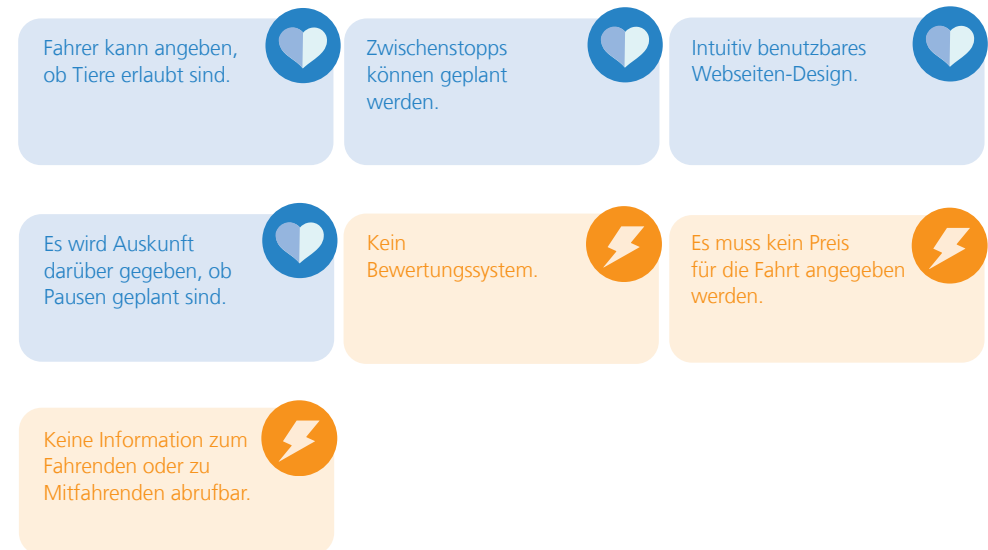 Fahrer kann angeben,
ob Tiere erlaubt sind.
Zwischenstopps
können geplant
werden.
Intuitiv benutzbares
Webseiten-Design.
Es wird Auskunft
darüber gegeben, ob
Pausen geplant sind.
Kein
Bewertungssystem.
Es muss kein Preis
für die Fahrt angegeben
werden.
Keine Information zum
Fahrenden oder zu
Mitfahrenden abrufbar.